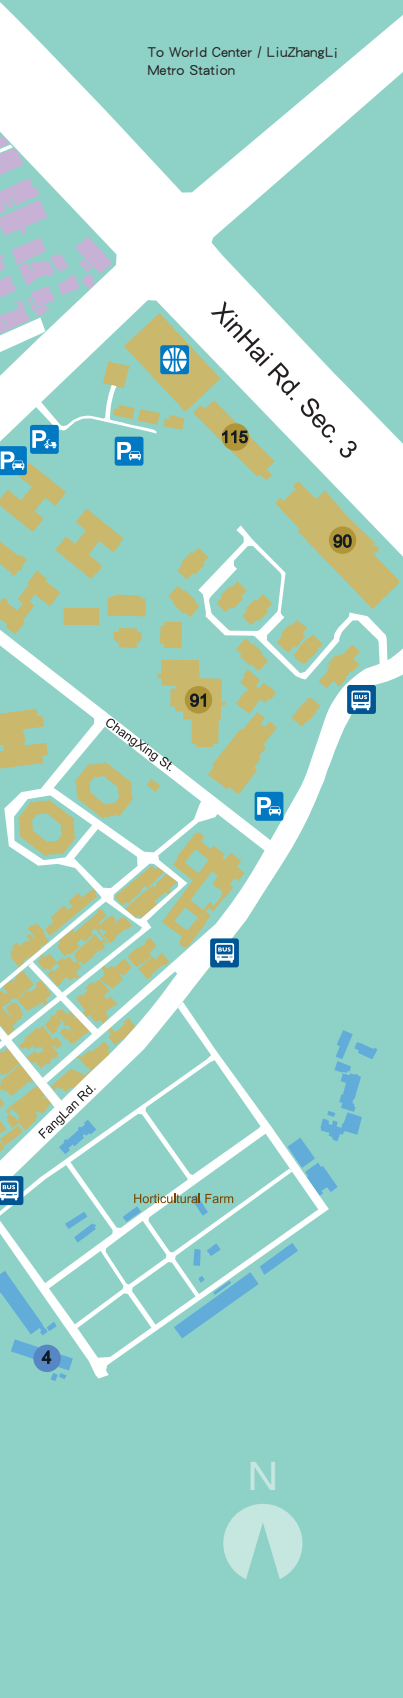 To World Center / LiuZhangLi
Metro Station
XinHai Rd. Sec. 3
P
P
P
115
90
91
BUS
ChangXing St.
P
BUS
FangLan Rd.
BUS
Horticultural Farm
4
N